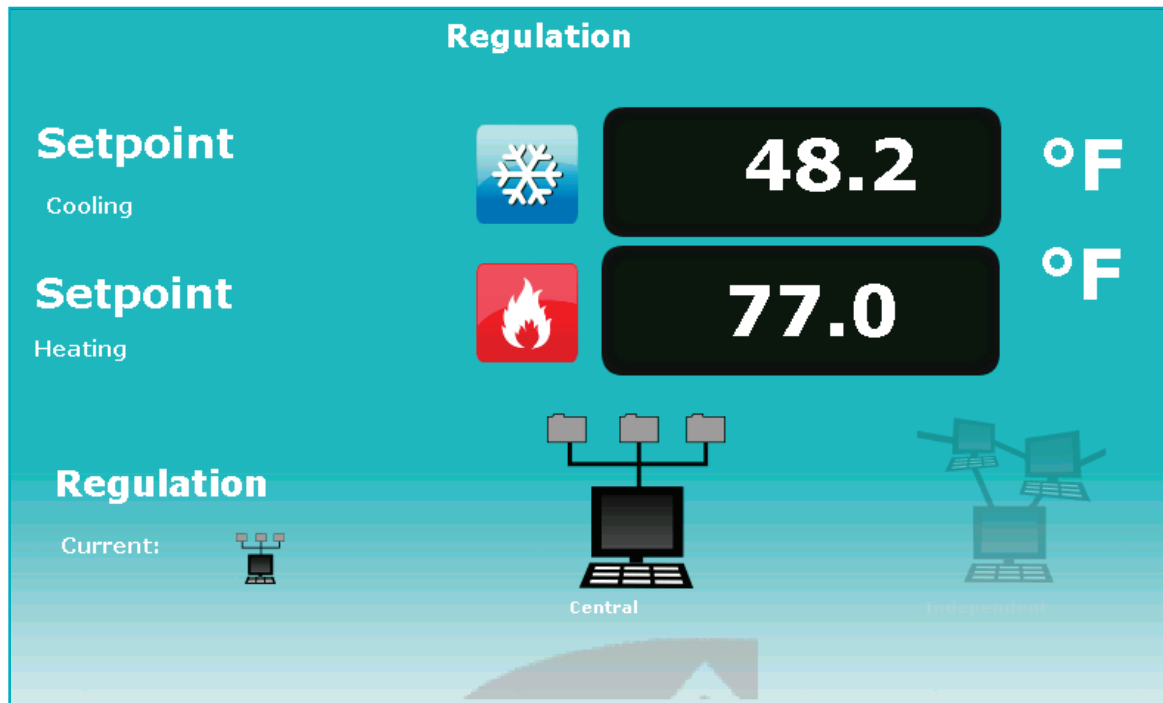 Regulation
Setpoint
48.2 °F
Cooling
Setpoint
77.0 °F
Heating
Regulation
Current:
Central
Independent